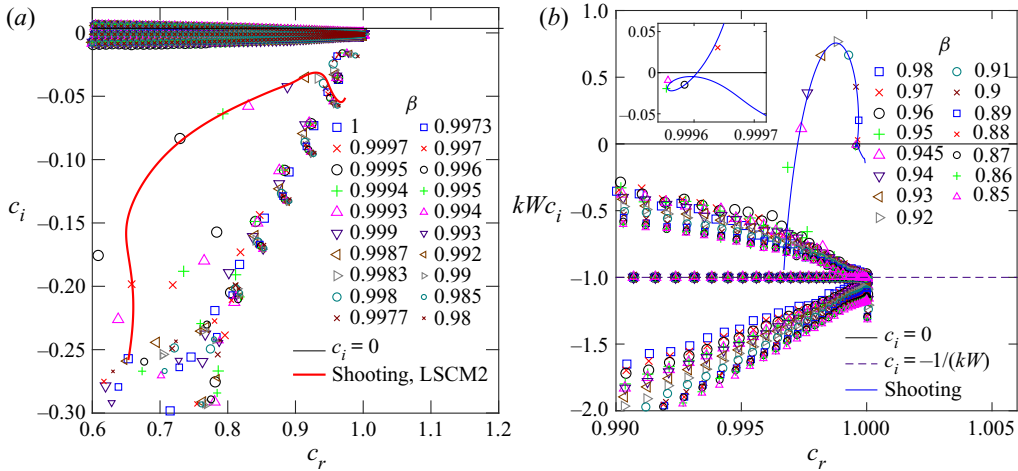 (a)
0
−0.05
−0.10
−0.15
−0.20
−0.25
−0.30
c_i
0.6 0.7 0.8 0.9 1.0 1.1 1.2
c_r
β
1 0.9973
0.9997 0.997
0.9995 0.996
0.9994 0.995
0.9993 0.994
0.999 0.993
0.9987 0.992
0.9983 0.99
0.998 0.985
0.9977 0.98
c_i = 0
Shooting, LSCM2
(b)
1.0
0.5
0
−0.5
−1.0
−1.5
−2.0
kWc_i
0.990 0.995 1.000 1.005
c_r
0.05
0
−0.05
0.9996 0.9997
β
0.98 0.91
0.97 0.9
0.96 0.89
0.95 0.88
0.945 0.87
0.94 0.86
0.93 0.85
0.92
c_i = 0
c_i = −1/(kW)
Shooting